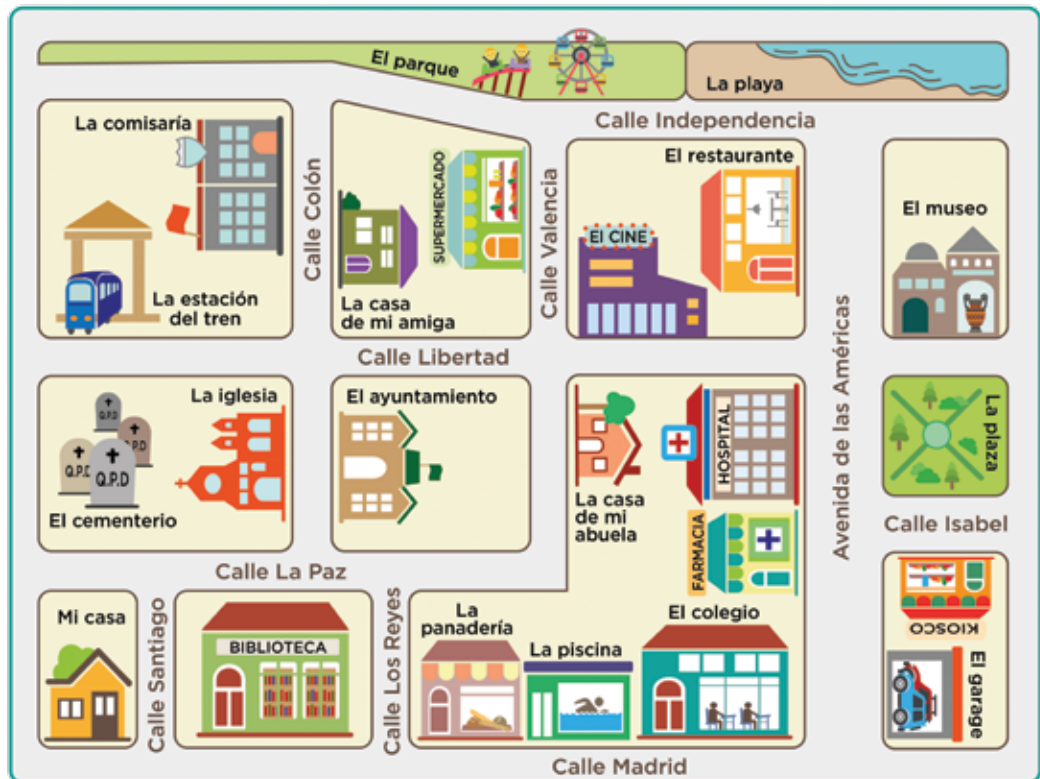 El parque
La playa
Calle Independencia
La comisaría
La estación
del tren
Calle Colón
SUPERMERCADO
La casa
de mi amiga
Calle Valencia
El restaurante
El CINE
El museo
Calle Libertad
Avenida de las Américas
La iglesia
Q.P.D
Q.P.D
Q.P.D
Q.P.D
El cementerio
El ayuntamiento
La casa
de mi
abuela
HOSPITAL
FARMACIA
La plaza
Calle Isabel
Calle La Paz
Mi casa
Calle Santiago
BIBLIOTECA
Calle Los Reyes
La
panadería
La piscina
El colegio
KIOSCO
El garage
Calle Madrid